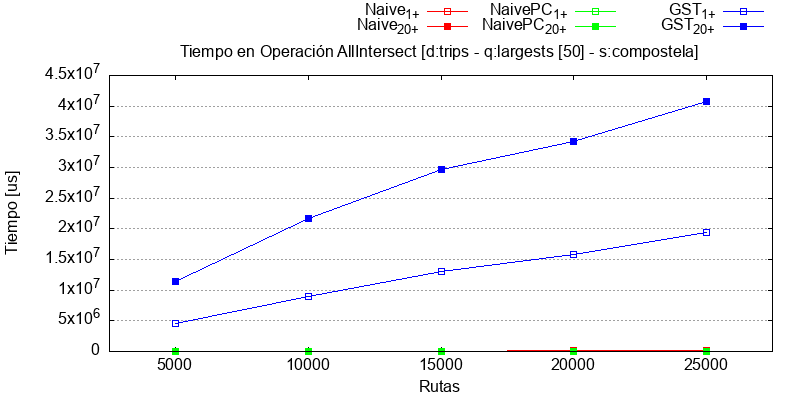 Naive1+ NaivePC1+ GST1+
Naive20+ NaivePC20+ GST20+
Tiempo en Operación AllIntersect [d:trips - q:largests [50] - s:compostela]
4.5x10^7
4x10^7
3.5x10^7
3x10^7
2.5x10^7
2x10^7
1.5x10^7
1x10^7
5x10^6
0
Tiempo [us]
5000 10000 15000 20000 25000
Rutas